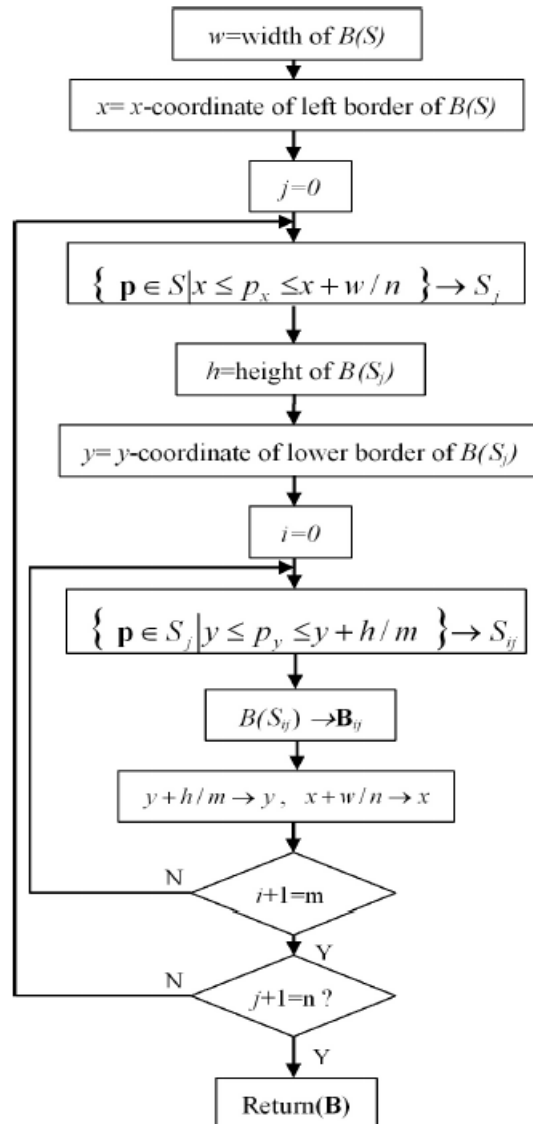 w=width of B(S)
x= x-coordinate of left border of B(S)
j=0
{ p ∈ S|x ≤ p_x ≤x + w / n } → S_j
h=height of B(S_j)
y= y-coordinate of lower border of B(S_j)
i=0
{ p ∈ S_j|y ≤ p_y ≤y + h / m } → S_ij
B(S_ij) →B_ij
y + h / m → y , x + w / n → x
N
i+1=m
Y
N
j+1=n ?
Y
Return(B)